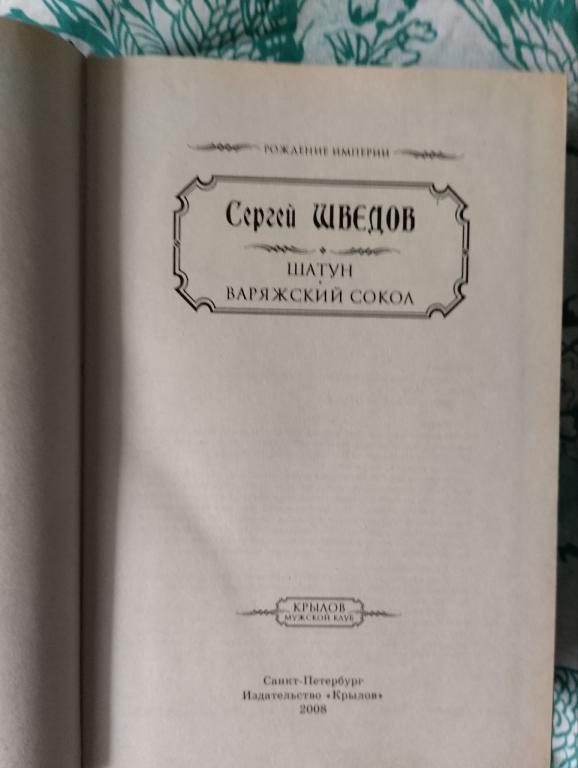 РОЖДЕНИЕ ИМПЕРИИ
Сергей ШВЕДОВ
ШАТУН
ВАРЯЖСКИЙ СОКОЛ
КРЫЛОВ
МУЖСКОЙ КЛУБ
Санкт-Петербург
Издательство «Крылов»
2008